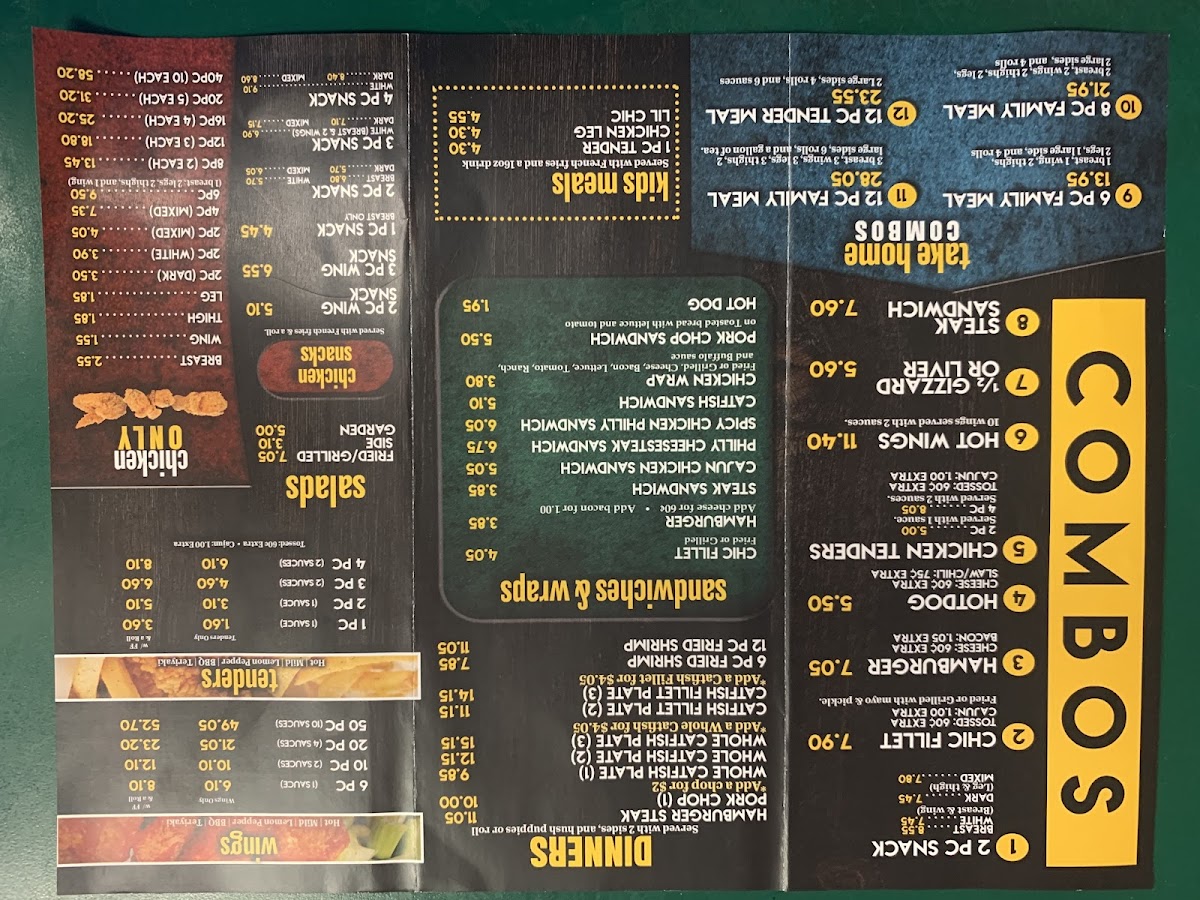 COMBOS
1 2 PC SNACK
BREAST ....... 8.55
WHITE ....... 7.45
(Breast & wing)
DARK ....... 7.45
(Leg & thigh)
MIXED ....... 7.80
2 CHIC FILLET 7.90
TOSSED: 60¢ EXTRA
CAJUN: 1.00 EXTRA
Fried or Grilled with mayo & pickle.
3 HAMBURGER 7.05
CHEESE: 60¢ EXTRA
BACON: 1.05 EXTRA
4 HOTDOG 5.50
CHEESE: 60¢ EXTRA
SLAW/CHILI: 75¢ EXTRA
5 CHICKEN TENDERS
2 PC ....... 5.00
Served with 1 sauce.
4 PC ....... 8.05
Served with 2 sauces.
TOSSED: 60¢ EXTRA
CAJUN: 1.00 EXTRA
6 HOT WINGS 11.40
10 wings served with 2 sauces.
7 ½ GIZZARD
OR LIVER 5.60
8 STEAK
SANDWICH 7.60
take home
COMBOS
9 6 PC FAMILY MEAL
13.95
1 breast, 1 wing, 2 thighs,
2 legs, 1 large side, and 4 rolls
11 12 PC FAMILY MEAL
28.05
3 breast, 3 wings, 3 legs, 3 thighs, 2
large sides, 6 rolls, and a gallon of tea.
10 8 PC FAMILY MEAL
21.95
2 breast, 2 wings, 2 thighs, 2 legs,
2 large sides, and 4 rolls
12 12 PC TENDER MEAL
23.55
2 Large sides, 4 rolls, and 6 sauces
DINNERS
Served with 2 sides, and hush puppies or roll
HAMBURGER STEAK 11.05
PORK CHOP (1) 10.00
*Add a chop for $2
WHOLE CATFISH PLATE (1) 9.85
WHOLE CATFISH PLATE (2) 12.15
WHOLE CATFISH PLATE (3) 15.15
*Add a Whole Catfish for $4.05
CATFISH FILLET PLATE (2) 11.15
CATFISH FILLET PLATE (3) 14.15
*Add a Catfish Fillet for $4.05
6 PC FRIED SHRIMP 7.85
12 PC FRIED SHRIMP 11.05
sandwiches & wraps
CHIC FILLET 4.05
Fried or Grilled
HAMBURGER 3.85
Add cheese for 60¢ • Add bacon for 1.00
STEAK SANDWICH 3.85
CAJUN CHICKEN SANDWICH 5.05
PHILLY CHEESESTEAK SANDWICH 6.75
SPICY CHICKEN PHILLY SANDWICH 6.05
CATFISH SANDWICH 5.10
CHICKEN WRAP 3.80
Fried or Grilled, Cheese, Bacon, Lettuce, Tomato, Ranch,
and Buffalo sauce
PORK CHOP SANDWICH 5.50
on Toasted bread with lettuce and tomato
HOT DOG 1.95
kids meals
Served with French fries and a 16oz drink
1 PC TENDER 4.30
CHICKEN LEG 4.30
LIL CHIC 4.55
wings
Hot | Mild | Lemon Pepper | BBQ | Teriyaki
Wings Only w/ FF & a Roll
6 PC (1 SAUCE) 6.10 8.10
10 PC (2 SAUCES) 10.10 12.10
20 PC (4 SAUCES) 21.05 23.20
50 PC (10 SAUCES) 49.05 52.70
tenders
Hot | Mild | Lemon Pepper | BBQ | Teriyaki
Tenders Only w/ FF & a Roll
1 PC (1 SAUCE) 1.60 3.60
2 PC (1 SAUCE) 3.10 5.10
3 PC (2 SAUCES) 4.60 6.60
4 PC (2 SAUCES) 6.10 8.10
Tossed: 60¢ Extra • Cajun: 1.00 Extra
salads
FRIED/GRILLED 7.05
SIDE 3.10
GARDEN 5.00
chicken
snacks
Served with French fries & a roll.
2 PC WING
SNACK 5.10
3 PC WING
SNACK 6.55
1 PC SNACK 4.45
BREAST ONLY
2 PC SNACK
BREAST ....... 6.80 WHITE ....... 5.70
DARK ....... 5.70 MIXED ....... 6.05
3 PC SNACK
WHITE (BREAST & 2 WINGS) ....... 6.90
DARK ....... 7.10 MIXED ....... 7.15
4 PC SNACK
WHITE ....... 9.10
DARK ....... 8.40 MIXED ....... 8.60
chicken
ONLY
BREAST ........... 2.55
WING ........... 1.55
THIGH ........... 1.85
LEG ........... 1.85
2PC (DARK) ....... 3.50
2PC (WHITE) ....... 3.90
2PC (MIXED) ....... 4.05
4PC (MIXED) ....... 7.35
6PC ........... 9.50
(1 breast; 2 legs, 2 thighs, and 1 wing)
8PC (2 EACH) ....... 13.45
12PC (3 EACH) ....... 18.80
16PC (4 EACH) ....... 25.20
20PC (5 EACH) ....... 31.20
40PC (10 EACH) ....... 58.20